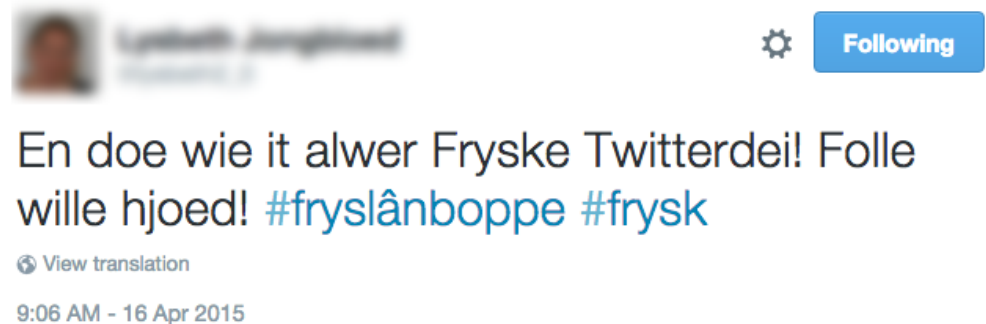 Following
En doe wie it alwer Fryske Twitterdei! Folle
wille hjoed! #fryslânboppe #frysk
View translation
9:06 AM - 16 Apr 2015